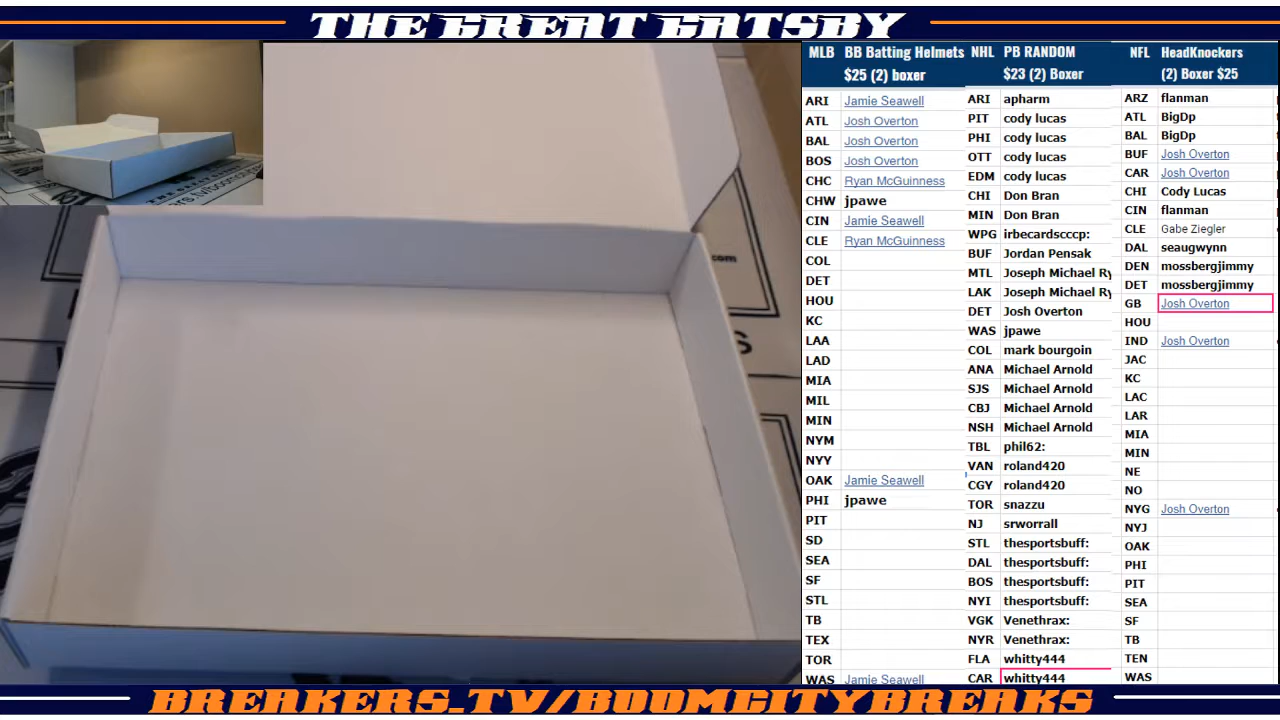 THE GREAT GATSBY
MLB BB Batting Helmets
$25 (2) boxer
ARI Jamie Seawell
ATL Josh Overton
BAL Josh Overton
BOS Josh Overton
CHC Ryan McGuinness
CHW jpawe
CIN Jamie Seawell
CLE Ryan McGuinness
COL
DET
HOU
KC
LAA
LAD
MIA
MIL
MIN
NYM
NYY
OAK Jamie Seawell
PHI jpawe
PIT
SD
SEA
SF
STL
TB
TEX
TOR
WAS Jamie Seawell
NHL PB RANDOM
$23 (2) Boxer
ARI apharm
PIT cody lucas
PHI cody lucas
OTT cody lucas
EDM cody lucas
CHI Don Bran
MIN Don Bran
WPG irbecardscccp:
BUF Jordan Pensak
MTL Joseph Michael Ry
LAK Joseph Michael Ry
DET Josh Overton
WAS jpawe
COL mark bourgoin
ANA Michael Arnold
SJS Michael Arnold
CBJ Michael Arnold
NSH Michael Arnold
TBL phil62:
VAN roland420
CGY roland420
TOR snazzu
NJ srworrall
STL thesportsbuff:
DAL thesportsbuff:
BOS thesportsbuff:
NYI thesportsbuff:
VGK Venethrax:
NYR Venethrax:
FLA whitty444
CAR whitty444
NFL HeadKnockers
(2) Boxer $25
ARZ flanman
ATL BigDp
BAL BigDp
BUF Josh Overton
CAR Josh Overton
CHI Cody Lucas
CIN flanman
CLE Gabe Ziegler
DAL seaugwynn
DEN mossbergjimmy
DET mossbergjimmy
GB Josh Overton
HOU
IND Josh Overton
JAC
KC
LAC
LAR
MIA
MIN
NE
NO
NYG Josh Overton
NYJ
OAK
PHI
PIT
SEA
SF
TB
TEN
WAS
.com
BREAKERS.TV/BOOMCITYBREAKS